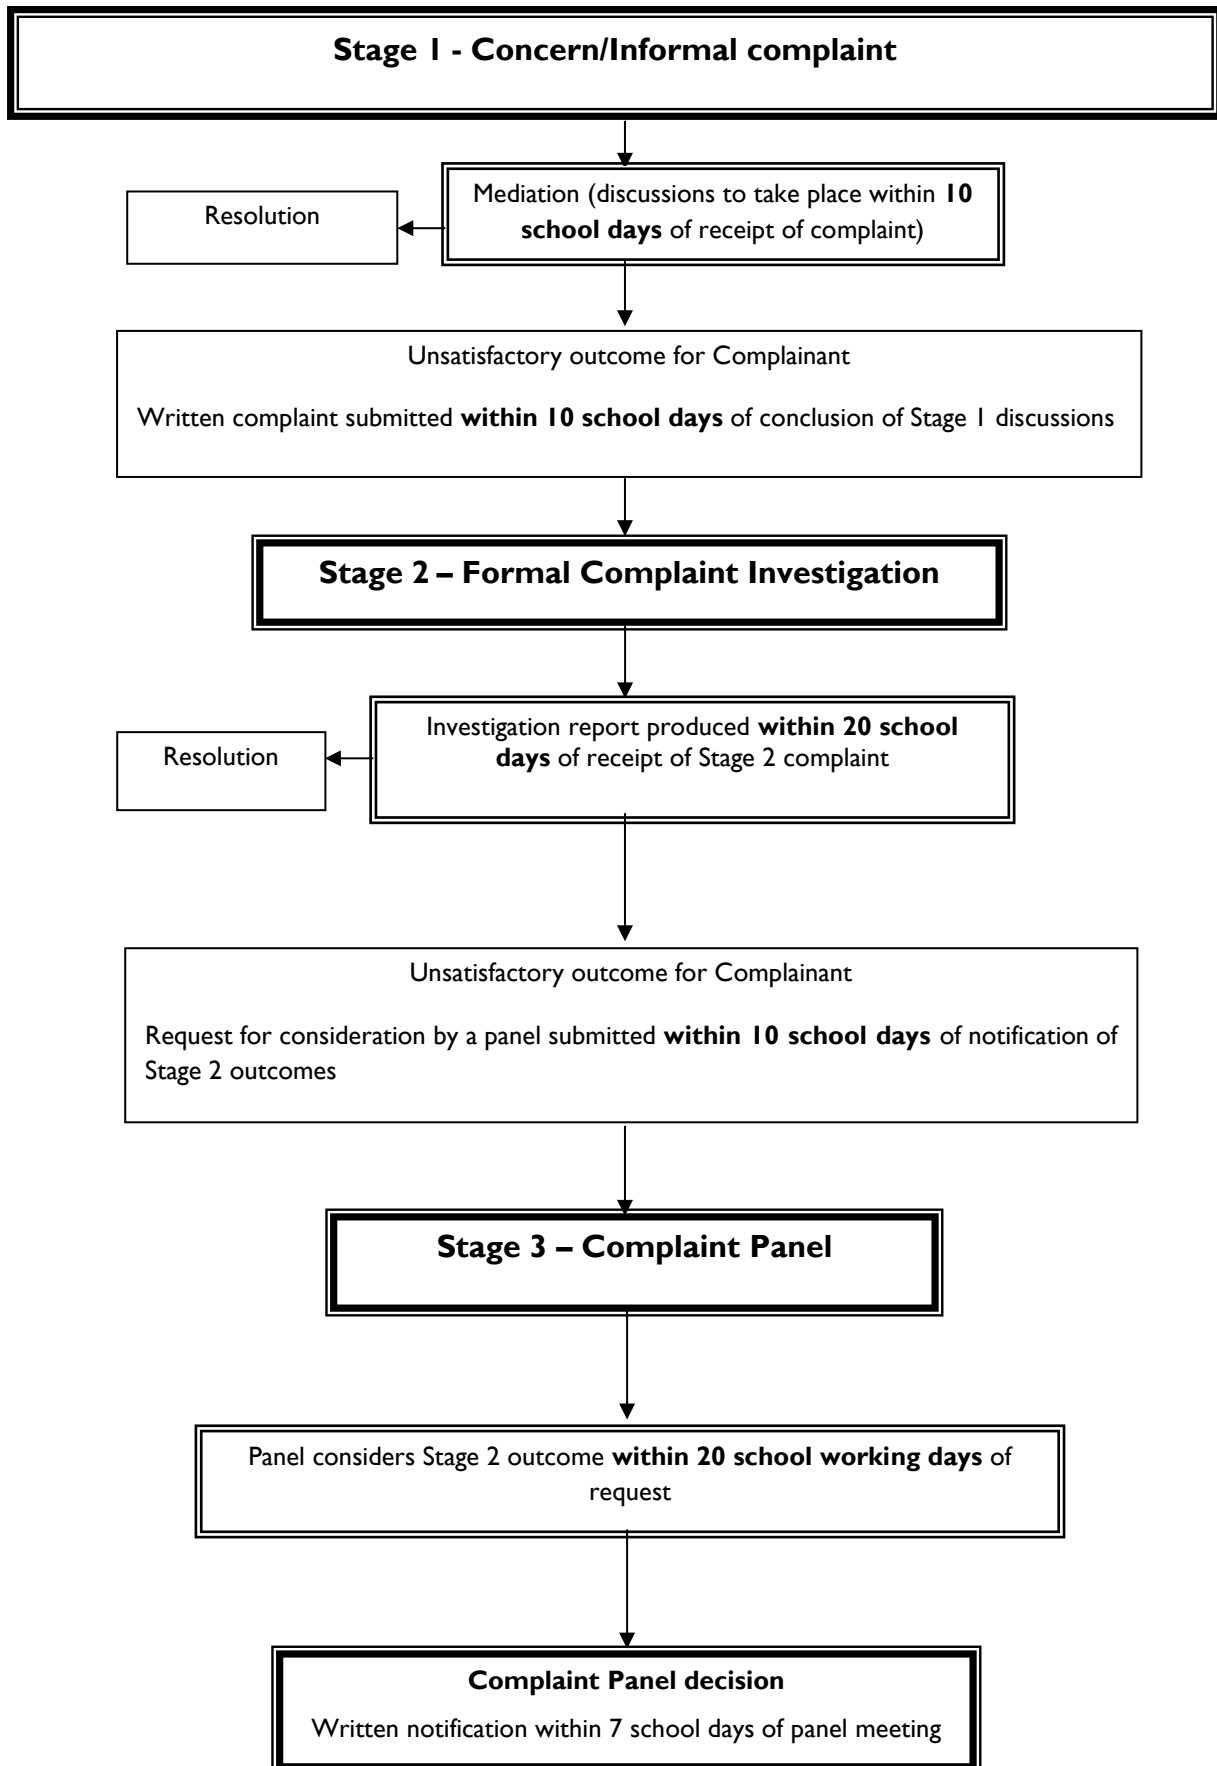 Stage 1 - Concern/Informal complaint
Mediation (discussions to take place within 10
school days of receipt of complaint)
Resolution
Unsatisfactory outcome for Complainant
Written complaint submitted within 10 school days of conclusion of Stage 1 discussions
Stage 2 – Formal Complaint Investigation
Investigation report produced within 20 school
days of receipt of Stage 2 complaint
Resolution
Unsatisfactory outcome for Complainant
Request for consideration by a panel submitted within 10 school days of notification of
Stage 2 outcomes
Stage 3 – Complaint Panel
Panel considers Stage 2 outcome within 20 school working days of
request
Complaint Panel decision
Written notification within 7 school days of panel meeting